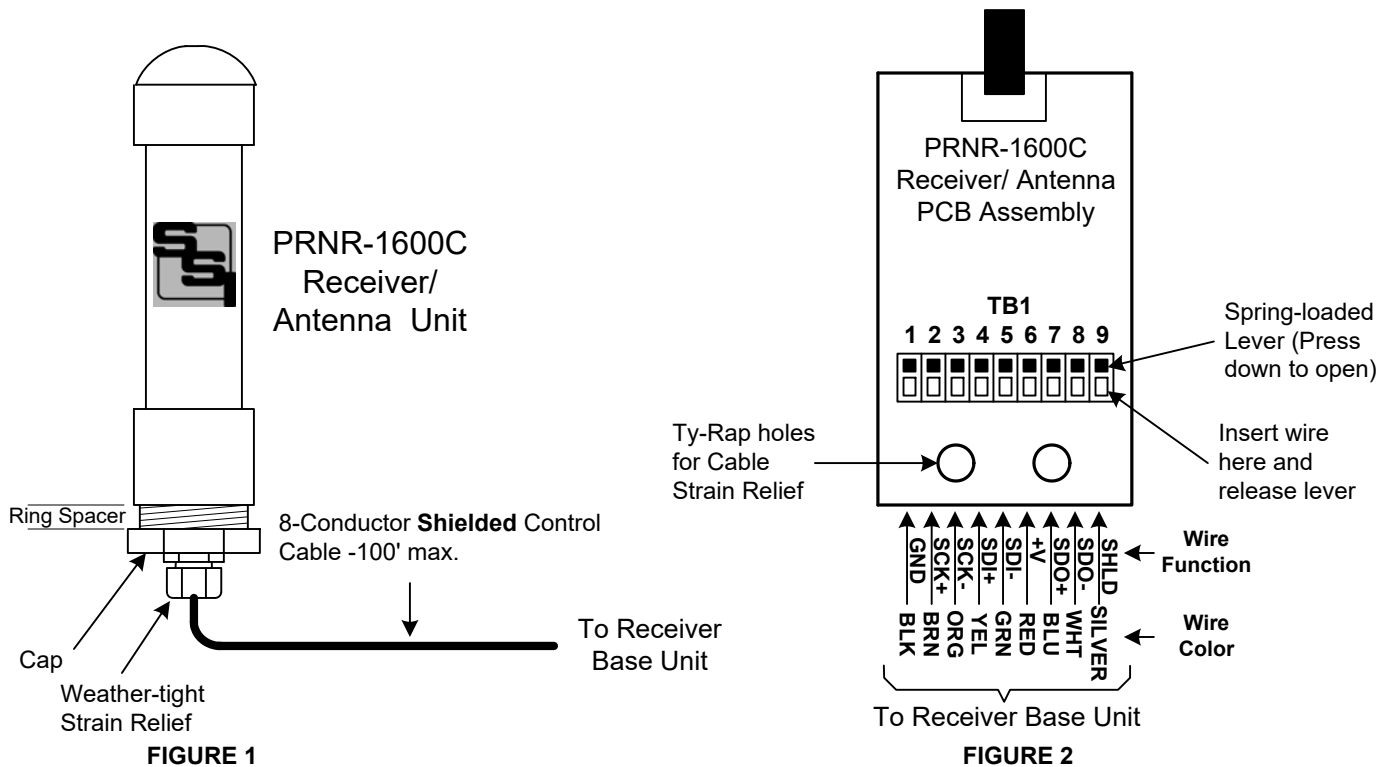 PRNR-1600C
Receiver/
Antenna Unit
SSI
Ring Spacer
8-Conductor Shielded Control
Cable -100' max.
Cap
Weather-tight
Strain Relief
To Receiver
Base Unit
FIGURE 1
PRNR-1600C
Receiver/ Antenna
PCB Assembly
TB1
1 2 3 4 5 6 7 8 9
Spring-loaded
Lever (Press
down to open)
Ty-Rap holes
for Cable
Strain Relief
Insert wire
here and
release lever
GND
SCK+
SCK-
SDI+
SDI-
+V
SDO+
SDO-
SHLD
Wire
Function
BLK
BRN
ORG
YEL
GRN
RED
BLU
WHT
SILVER
Wire
Color
To Receiver Base Unit
FIGURE 2